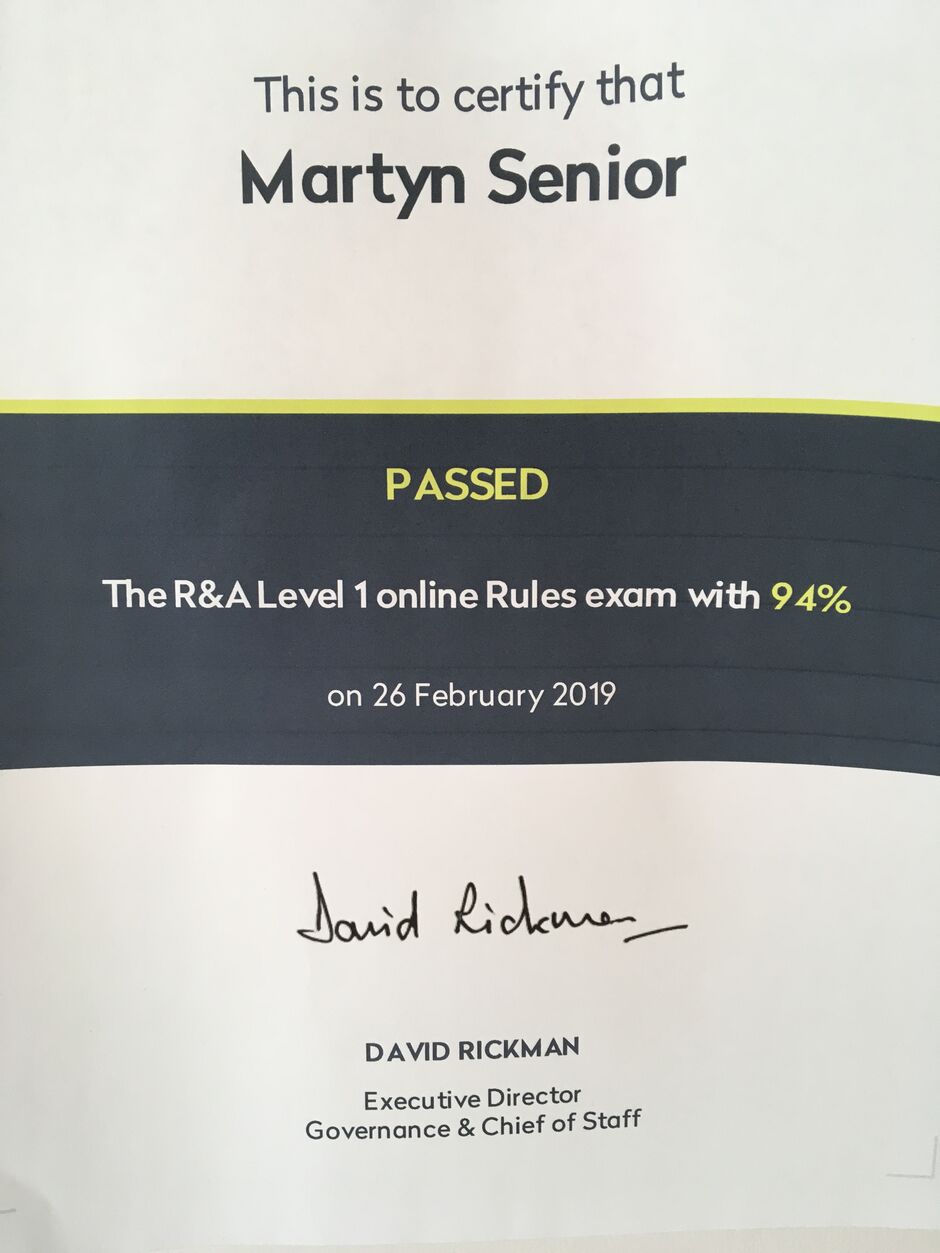 This is to certify that
Martyn Senior
PASSED
The R&A Level 1 online Rules exam with 94%
on 26 February 2019
David Rickman
DAVID RICKMAN
Executive Director
Governance & Chief of Staff